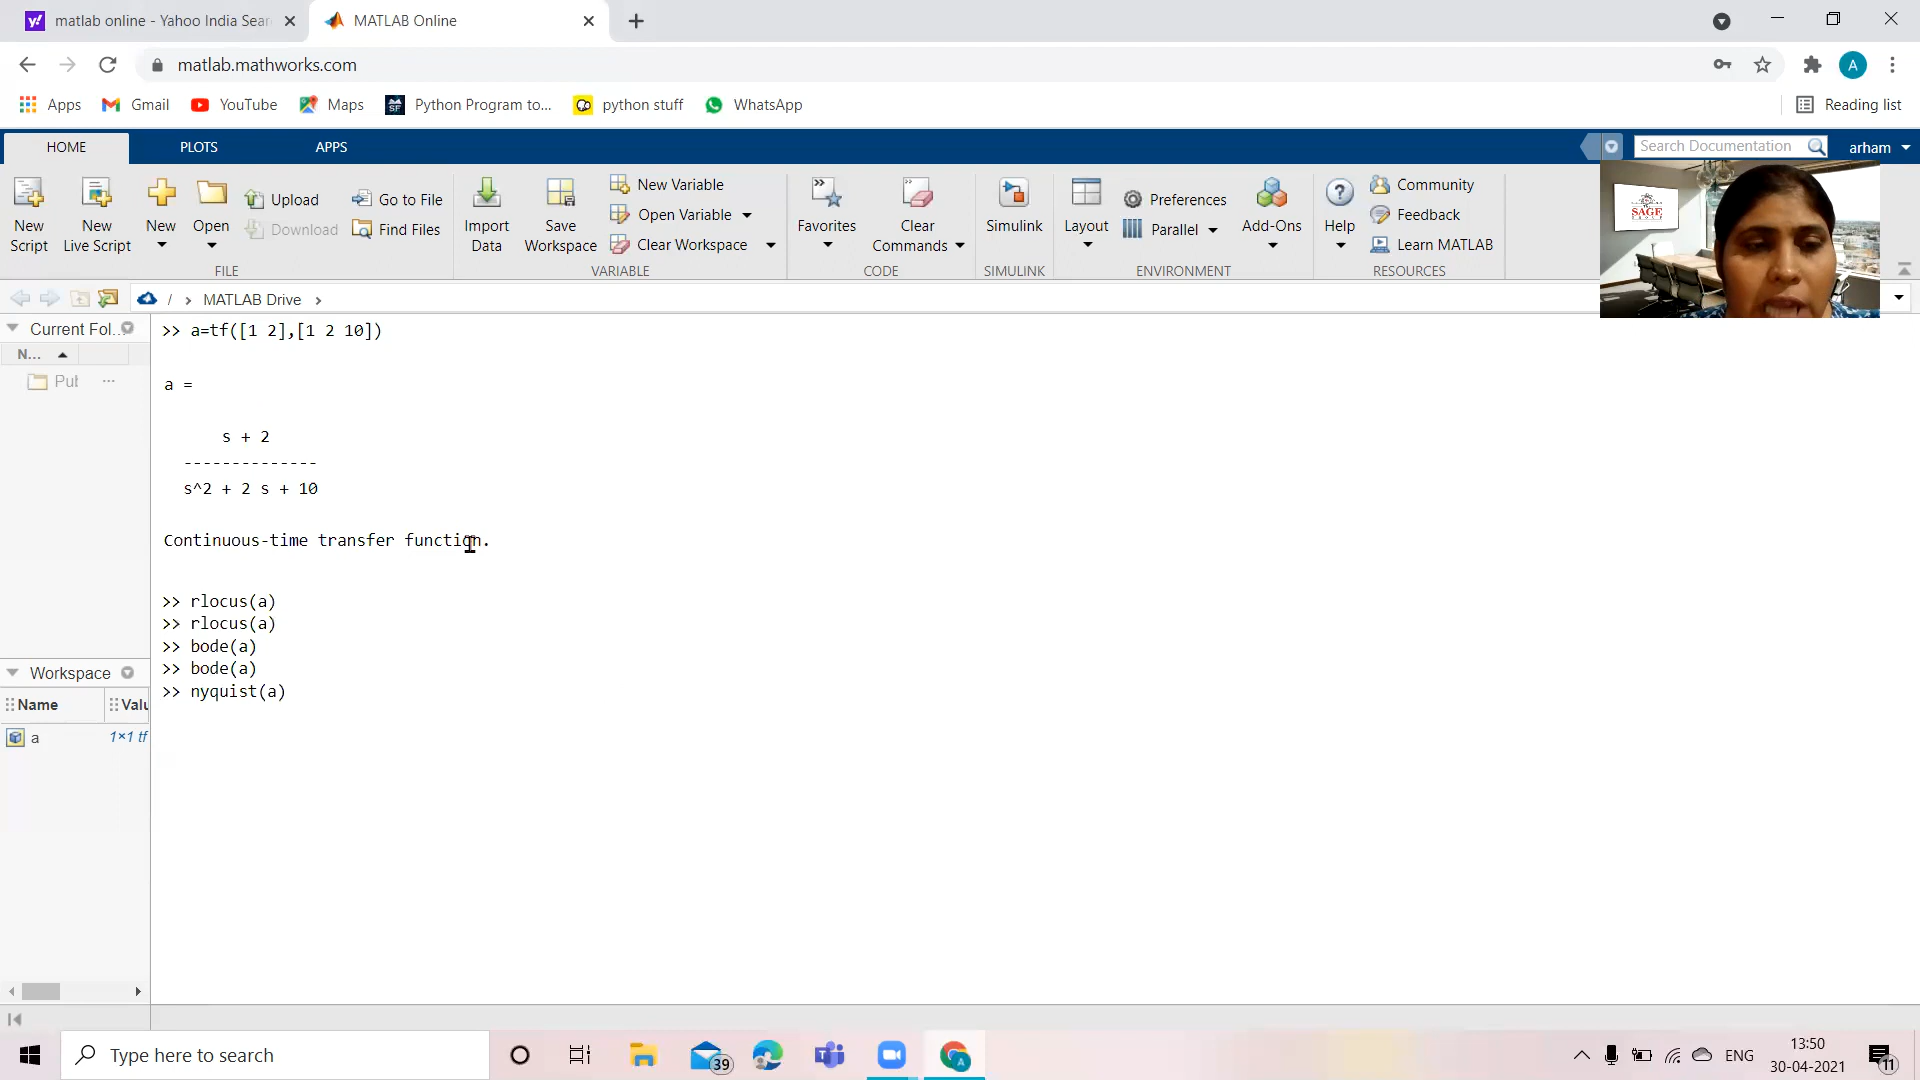 matlab online - Yahoo India Sear
MATLAB Online
matlab.mathworks.com
A
Apps
Gmail
YouTube
Maps
Python Program to...
python stuff
WhatsApp
Reading list
HOME
PLOTS
APPS
Search Documentation
arham
New Script
New Live Script
New
Open
Upload
Download
Go to File
Find Files
FILE
Import Data
Save Workspace
New Variable
Open Variable
Clear Workspace
VARIABLE
Favorites
Clear Commands
CODE
Simulink
SIMULINK
Layout
Preferences
Parallel
Add-Ons
ENVIRONMENT
Help
Community
Feedback
Learn MATLAB
RESOURCES
SAGE
/ > MATLAB Drive >
Current Fol...
N...
Pub ...
>> a=tf([1 2],[1 2 10])
a =
s + 2
--------------
s^2 + 2 s + 10
Continuous-time transfer function.
>> rlocus(a)
>> rlocus(a)
>> bode(a)
>> bode(a)
>> nyquist(a)
Workspace
Name
Valu
a
1×1 tf
Type here to search
39
ENG
13:50
30-04-2021
11